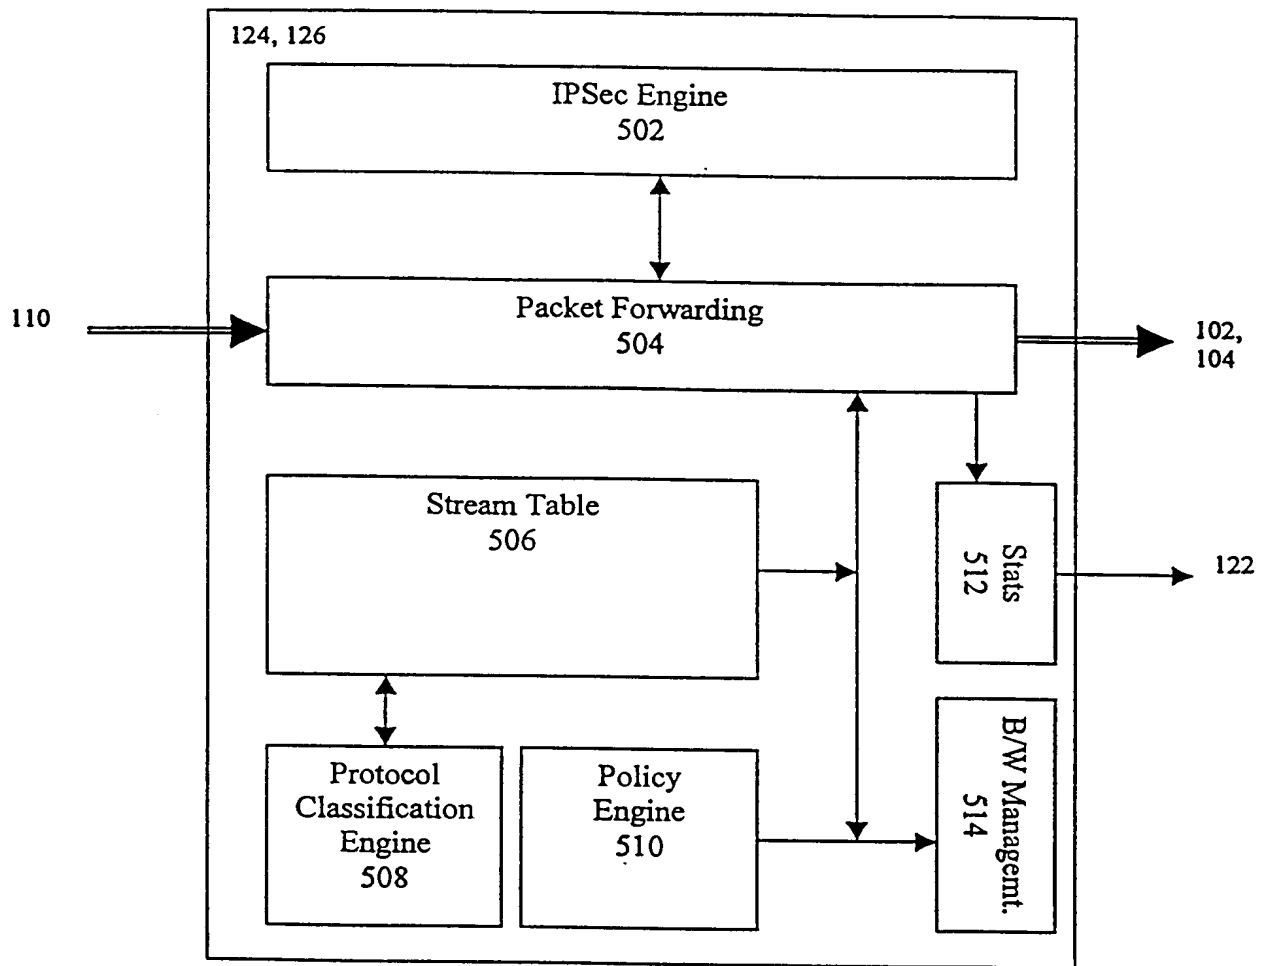 124, 126
IPSec Engine
502
110
Packet Forwarding
504
102,
104
Stream Table
506
Stats
512
122
Protocol
Classification
Engine
508
Policy
Engine
510
B/W Managemt.
514